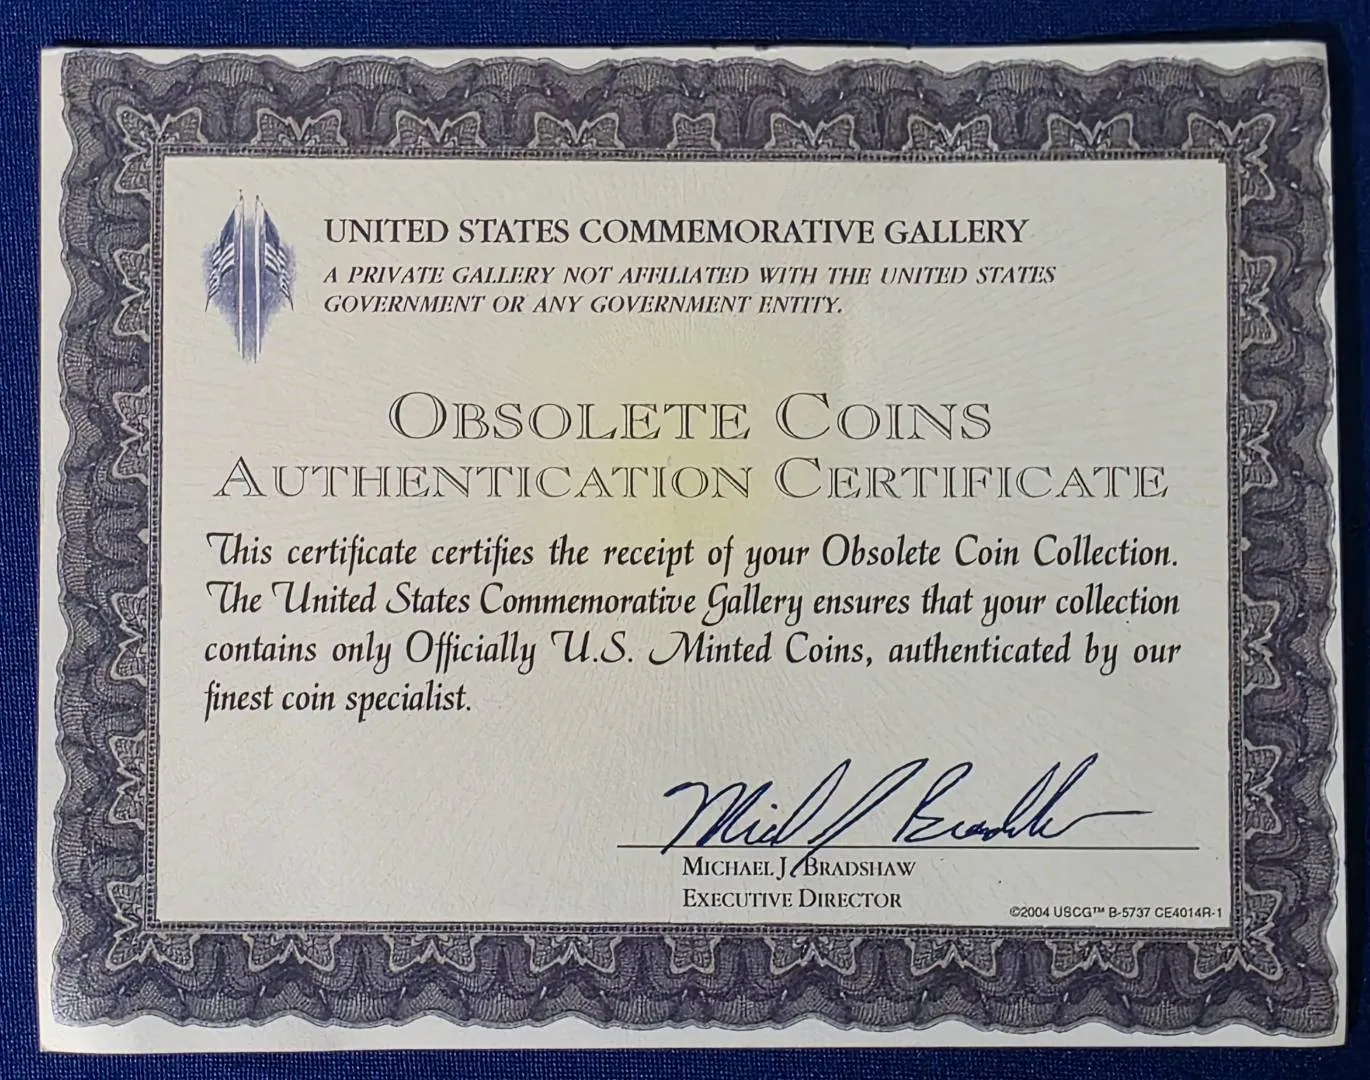 UNITED STATES COMMEMORATIVE GALLERY
A PRIVATE GALLERY NOT AFFILIATED WITH THE UNITED STATES
GOVERNMENT OR ANY GOVERNMENT ENTITY.
OBSOLETE COINS
AUTHENTICATION CERTIFICATE
This certificate certifies the receipt of your Obsolete Coin Collection.
The United States Commemorative Gallery ensures that your collection
contains only Officially U.S. Minted Coins, authenticated by our
finest coin specialist.
Michael J Bradshaw
MICHAEL J. BRADSHAW
EXECUTIVE DIRECTOR
©2004 USCG™ B-5737 CE4014R-1